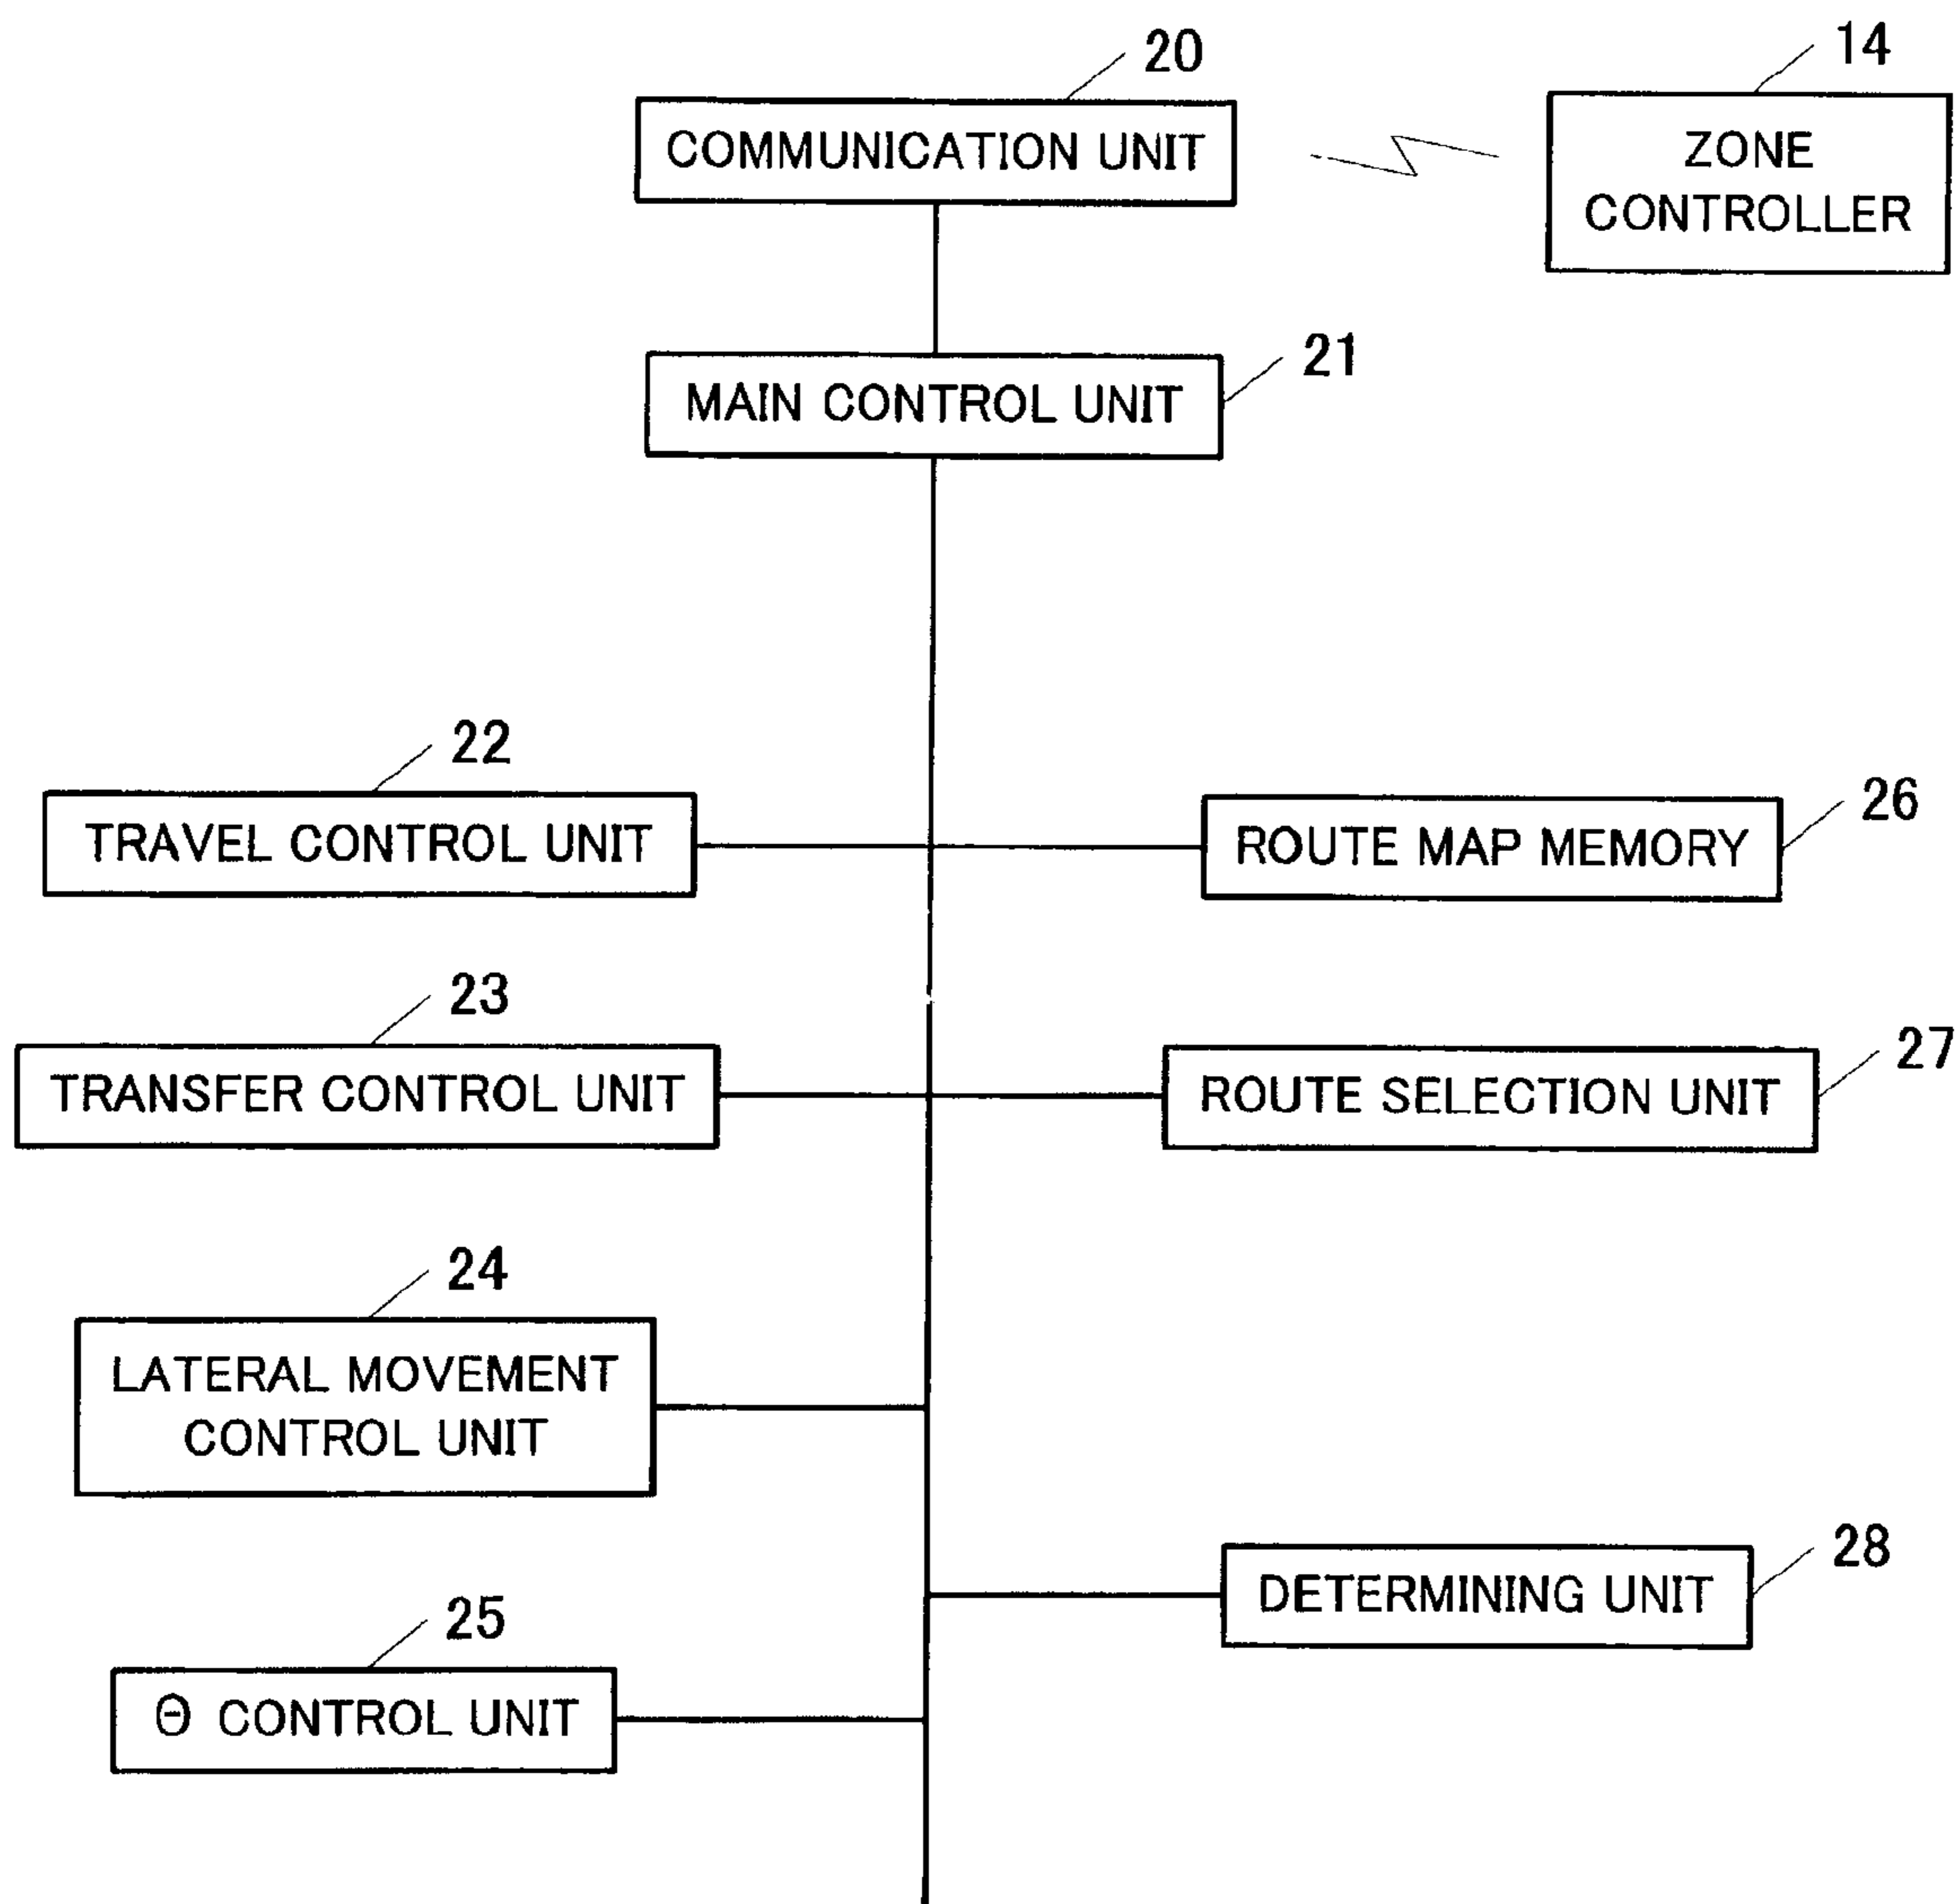 20
COMMUNICATION UNIT
14
ZONE
CONTROLLER
21
MAIN CONTROL UNIT
22
TRAVEL CONTROL UNIT
26
ROUTE MAP MEMORY
23
TRANSFER CONTROL UNIT
27
ROUTE SELECTION UNIT
24
LATERAL MOVEMENT
CONTROL UNIT
28
DETERMINING UNIT
25
Θ CONTROL UNIT